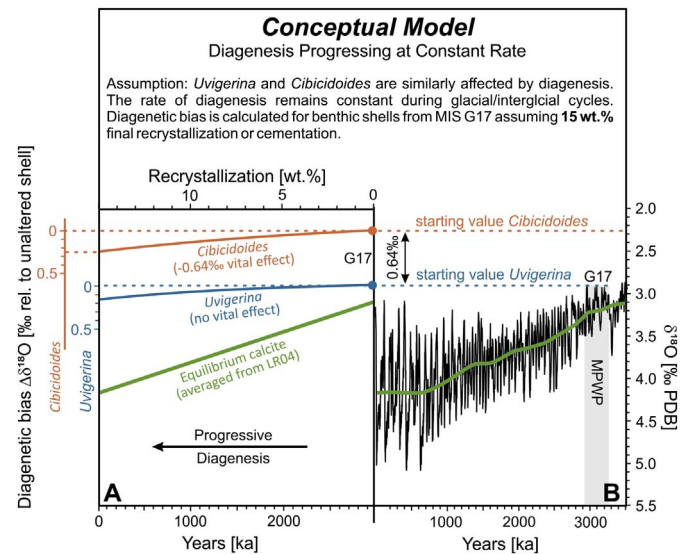 Conceptual Model
Diagenesis Progressing at Constant Rate
Assumption: Uvigerina and Cibicidoides are similarly affected by diagenesis.
The rate of diagenesis remains constant during glacial/interglcial cycles.
Diagenetic bias is calculated for benthic shells from MIS G17 assuming 15 wt.%
final recrystallization or cementation.
Recrystallization [wt.%]
10 5 0
Diagenetic bias Δδ¹⁸O [‰ rel. to unaltered shell]
Cibicidoides
0
0.5
Uvigerina
0
0.5
Cibicidoides
(-0.64‰ vital effect)
G17
Uvigerina
(no vital effect)
Equilibrium calcite
(averaged from LR04)
Progressive
Diagenesis
A
0 1000 2000
Years [ka]
starting value Cibicidoides
0.64‰
starting value Uvigerina
G17
MPWP
B
1000 2000 3000
Years [ka]
2.0
2.5
3.0
3.5
4.0
4.5
5.0
5.5
δ¹⁸O [‰ PDB]